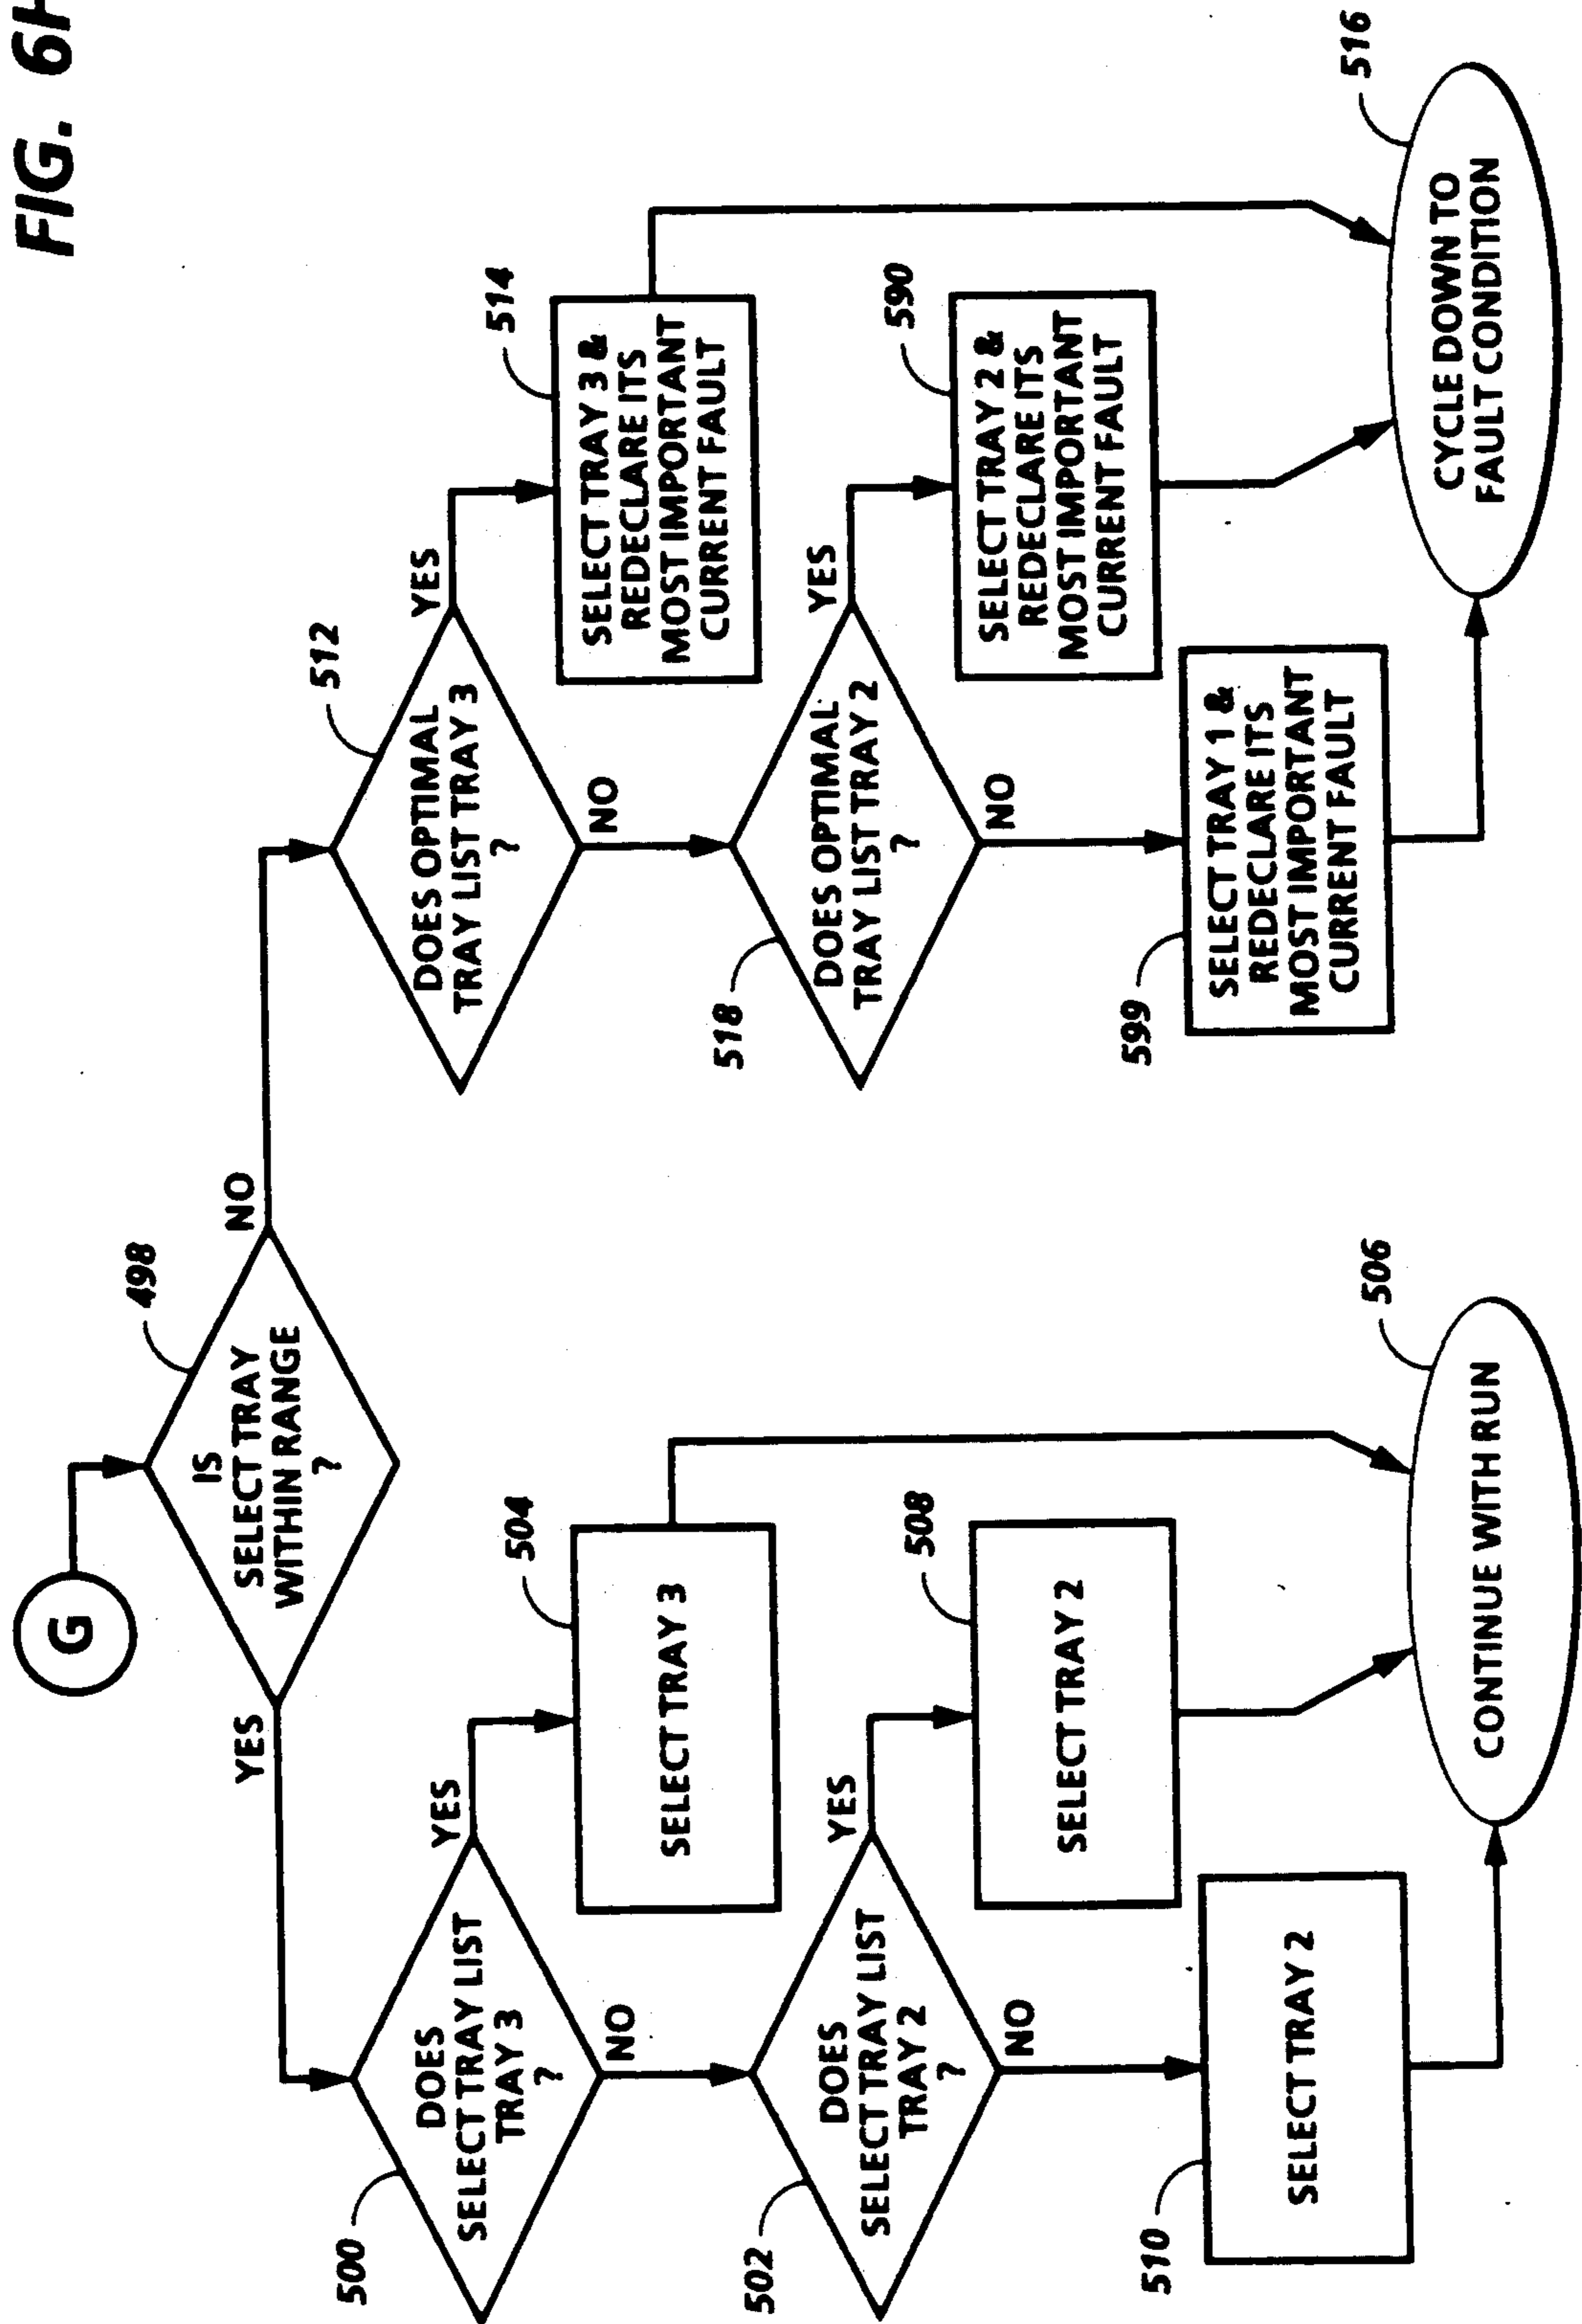 FIG. 6
G
498
IS
SELECT TRAY
WITHIN RANGE
?
YES
NO
500
DOES
SELECT TRAY LIST
TRAY 3
?
YES
NO
504
SELECT TRAY 3
502
DOES
SELECT TRAY LIST
TRAY 2
?
YES
NO
508
SELECT TRAY 2
510
SELECT TRAY 2
506
CONTINUE WITH RUN
512
DOES OPTIMAL
TRAY LIST TRAY 3
?
YES
NO
514
SELECT TRAY 3 &
REDECLARE ITS
MOST IMPORTANT
CURRENT FAULT
518
DOES OPTIMAL
TRAY LIST TRAY 2
?
YES
NO
590
SELECT TRAY 2 &
REDECLARE ITS
MOST IMPORTANT
CURRENT FAULT
599
SELECT TRAY 1 &
REDECLARE ITS
MOST IMPORTANT
CURRENT FAULT
516
CYCLE DOWN TO
FAULT CONDITION